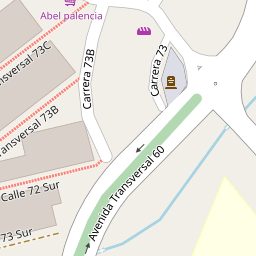 Abel palencia
Transversal 73C
Carrera 73B
Carrera 73
Transversal 73B
Calle 72 Sur
Avenida Transversal 60
73 Sur